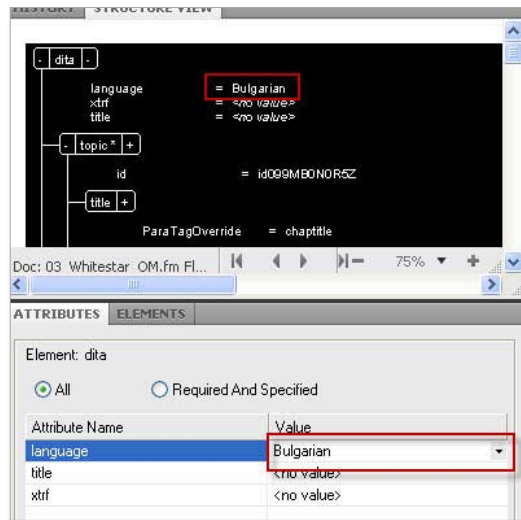 HISTORY STRUCTURE VIEW
- dita -
language = Bulgarian
xtrf = <no value>
title = <no value>
- topic * +
id = id099MB0N0R5Z
title +
ParaTagOverride = chaptitle
Doc: 03_Whitestar_OM.fm Fl... 75%
ATTRIBUTES ELEMENTS
Element: dita
All Required And Specified
Attribute Name Value
language Bulgarian
title <no value>
xtrf <no value>